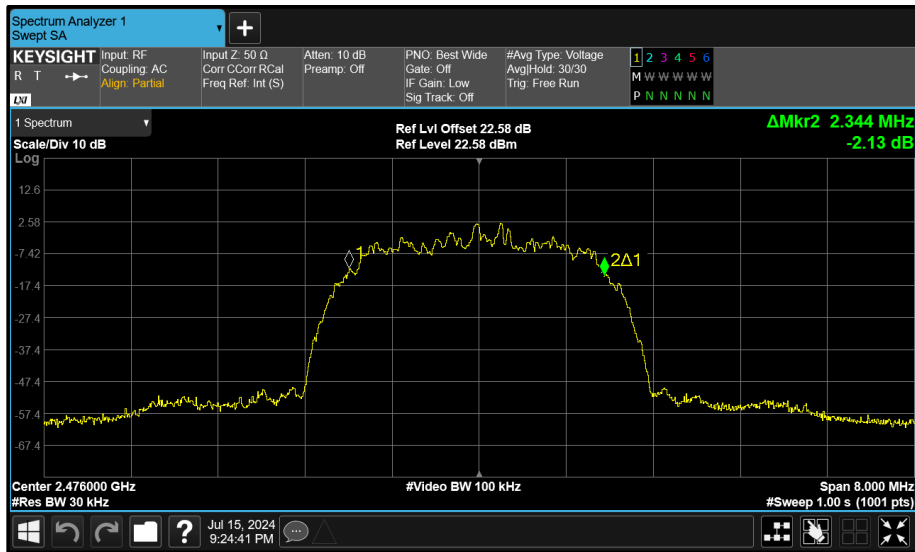 Spectrum Analyzer 1
Swept SA
+
KEYSIGHT
R T
LXI
Input: RF
Coupling: AC
Align: Partial
Input Z: 50 Ω
Corr CCorr RCal
Freq Ref: Int (S)
Atten: 10 dB
Preamp: Off
PNO: Best Wide
Gate: Off
IF Gain: Low
Sig Track: Off
#Avg Type: Voltage
Avg|Hold: 30/30
Trig: Free Run
1 2 3 4 5 6
M W W W W W
P N N N N N
1 Spectrum
Scale/Div 10 dB
Log
Ref Lvl Offset 22.58 dB
Ref Level 22.58 dBm
ΔMkr2 2.344 MHz
-2.13 dB
12.6
2.58
-7.42
-17.4
-27.4
-37.4
-47.4
-57.4
-67.4
1
2Δ1
Center 2.476000 GHz
#Res BW 30 kHz
#Video BW 100 kHz
Span 8.000 MHz
#Sweep 1.00 s (1001 pts)
?
Jul 15, 2024
9:24:41 PM